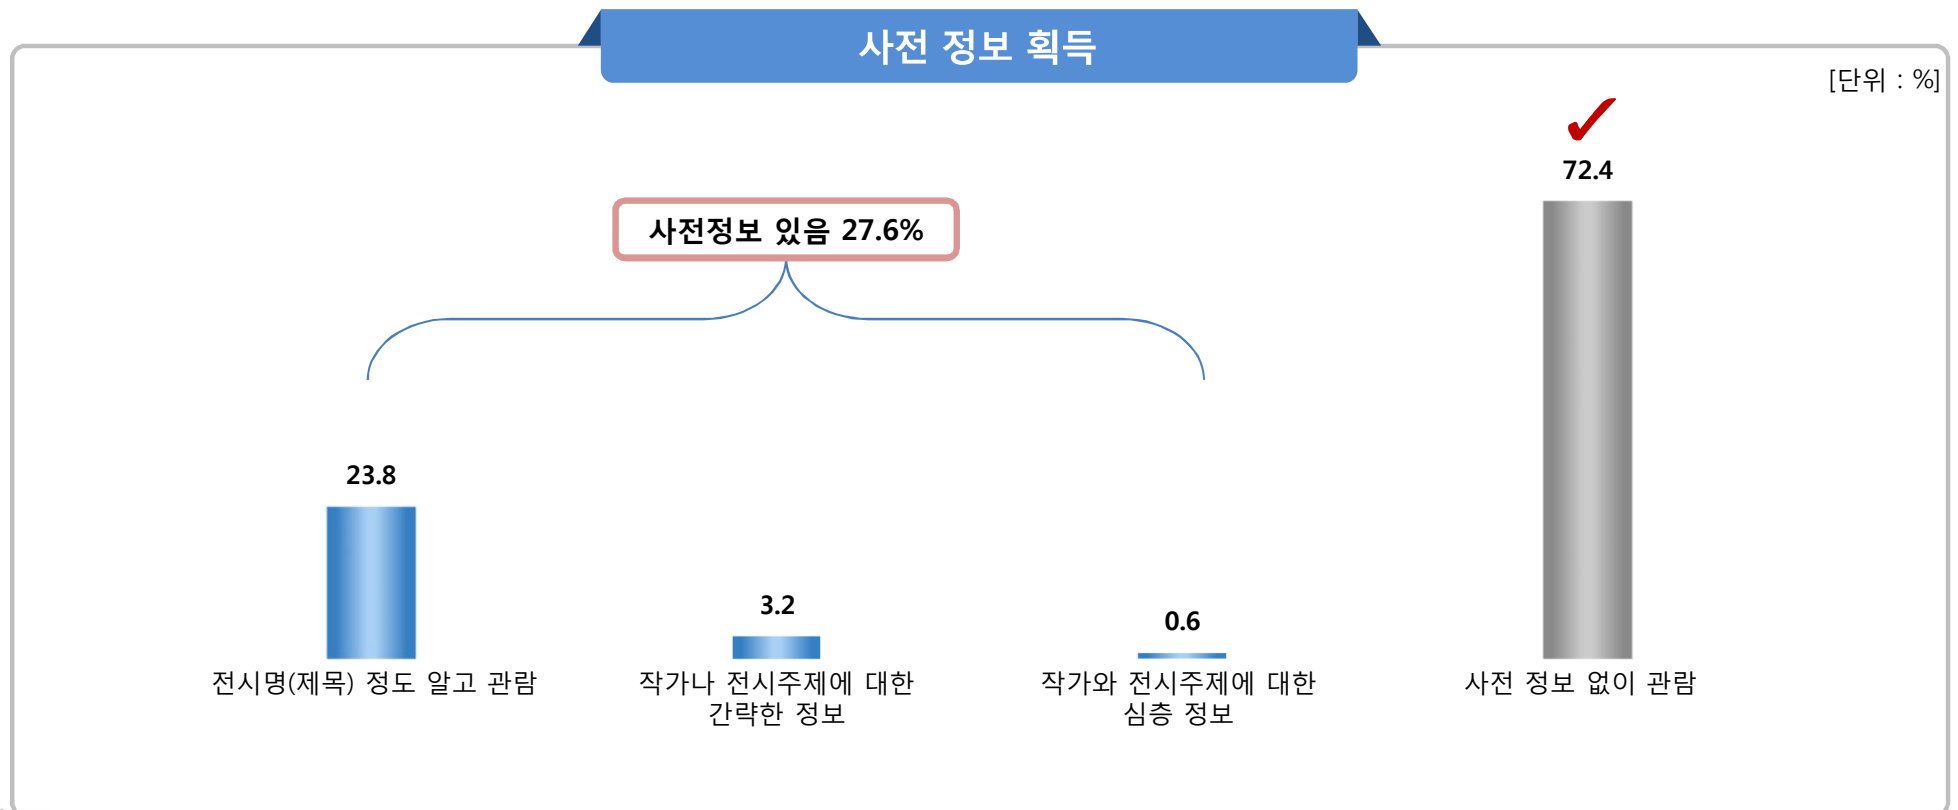 사전 정보 획득
[단위 : %]
72.4
사전정보 있음 27.6%
23.8
3.2
0.6
전시명(제목) 정도 알고 관람
작가나 전시주제에 대한
간략한 정보
작가와 전시주제에 대한
심층 정보
사전 정보 없이 관람